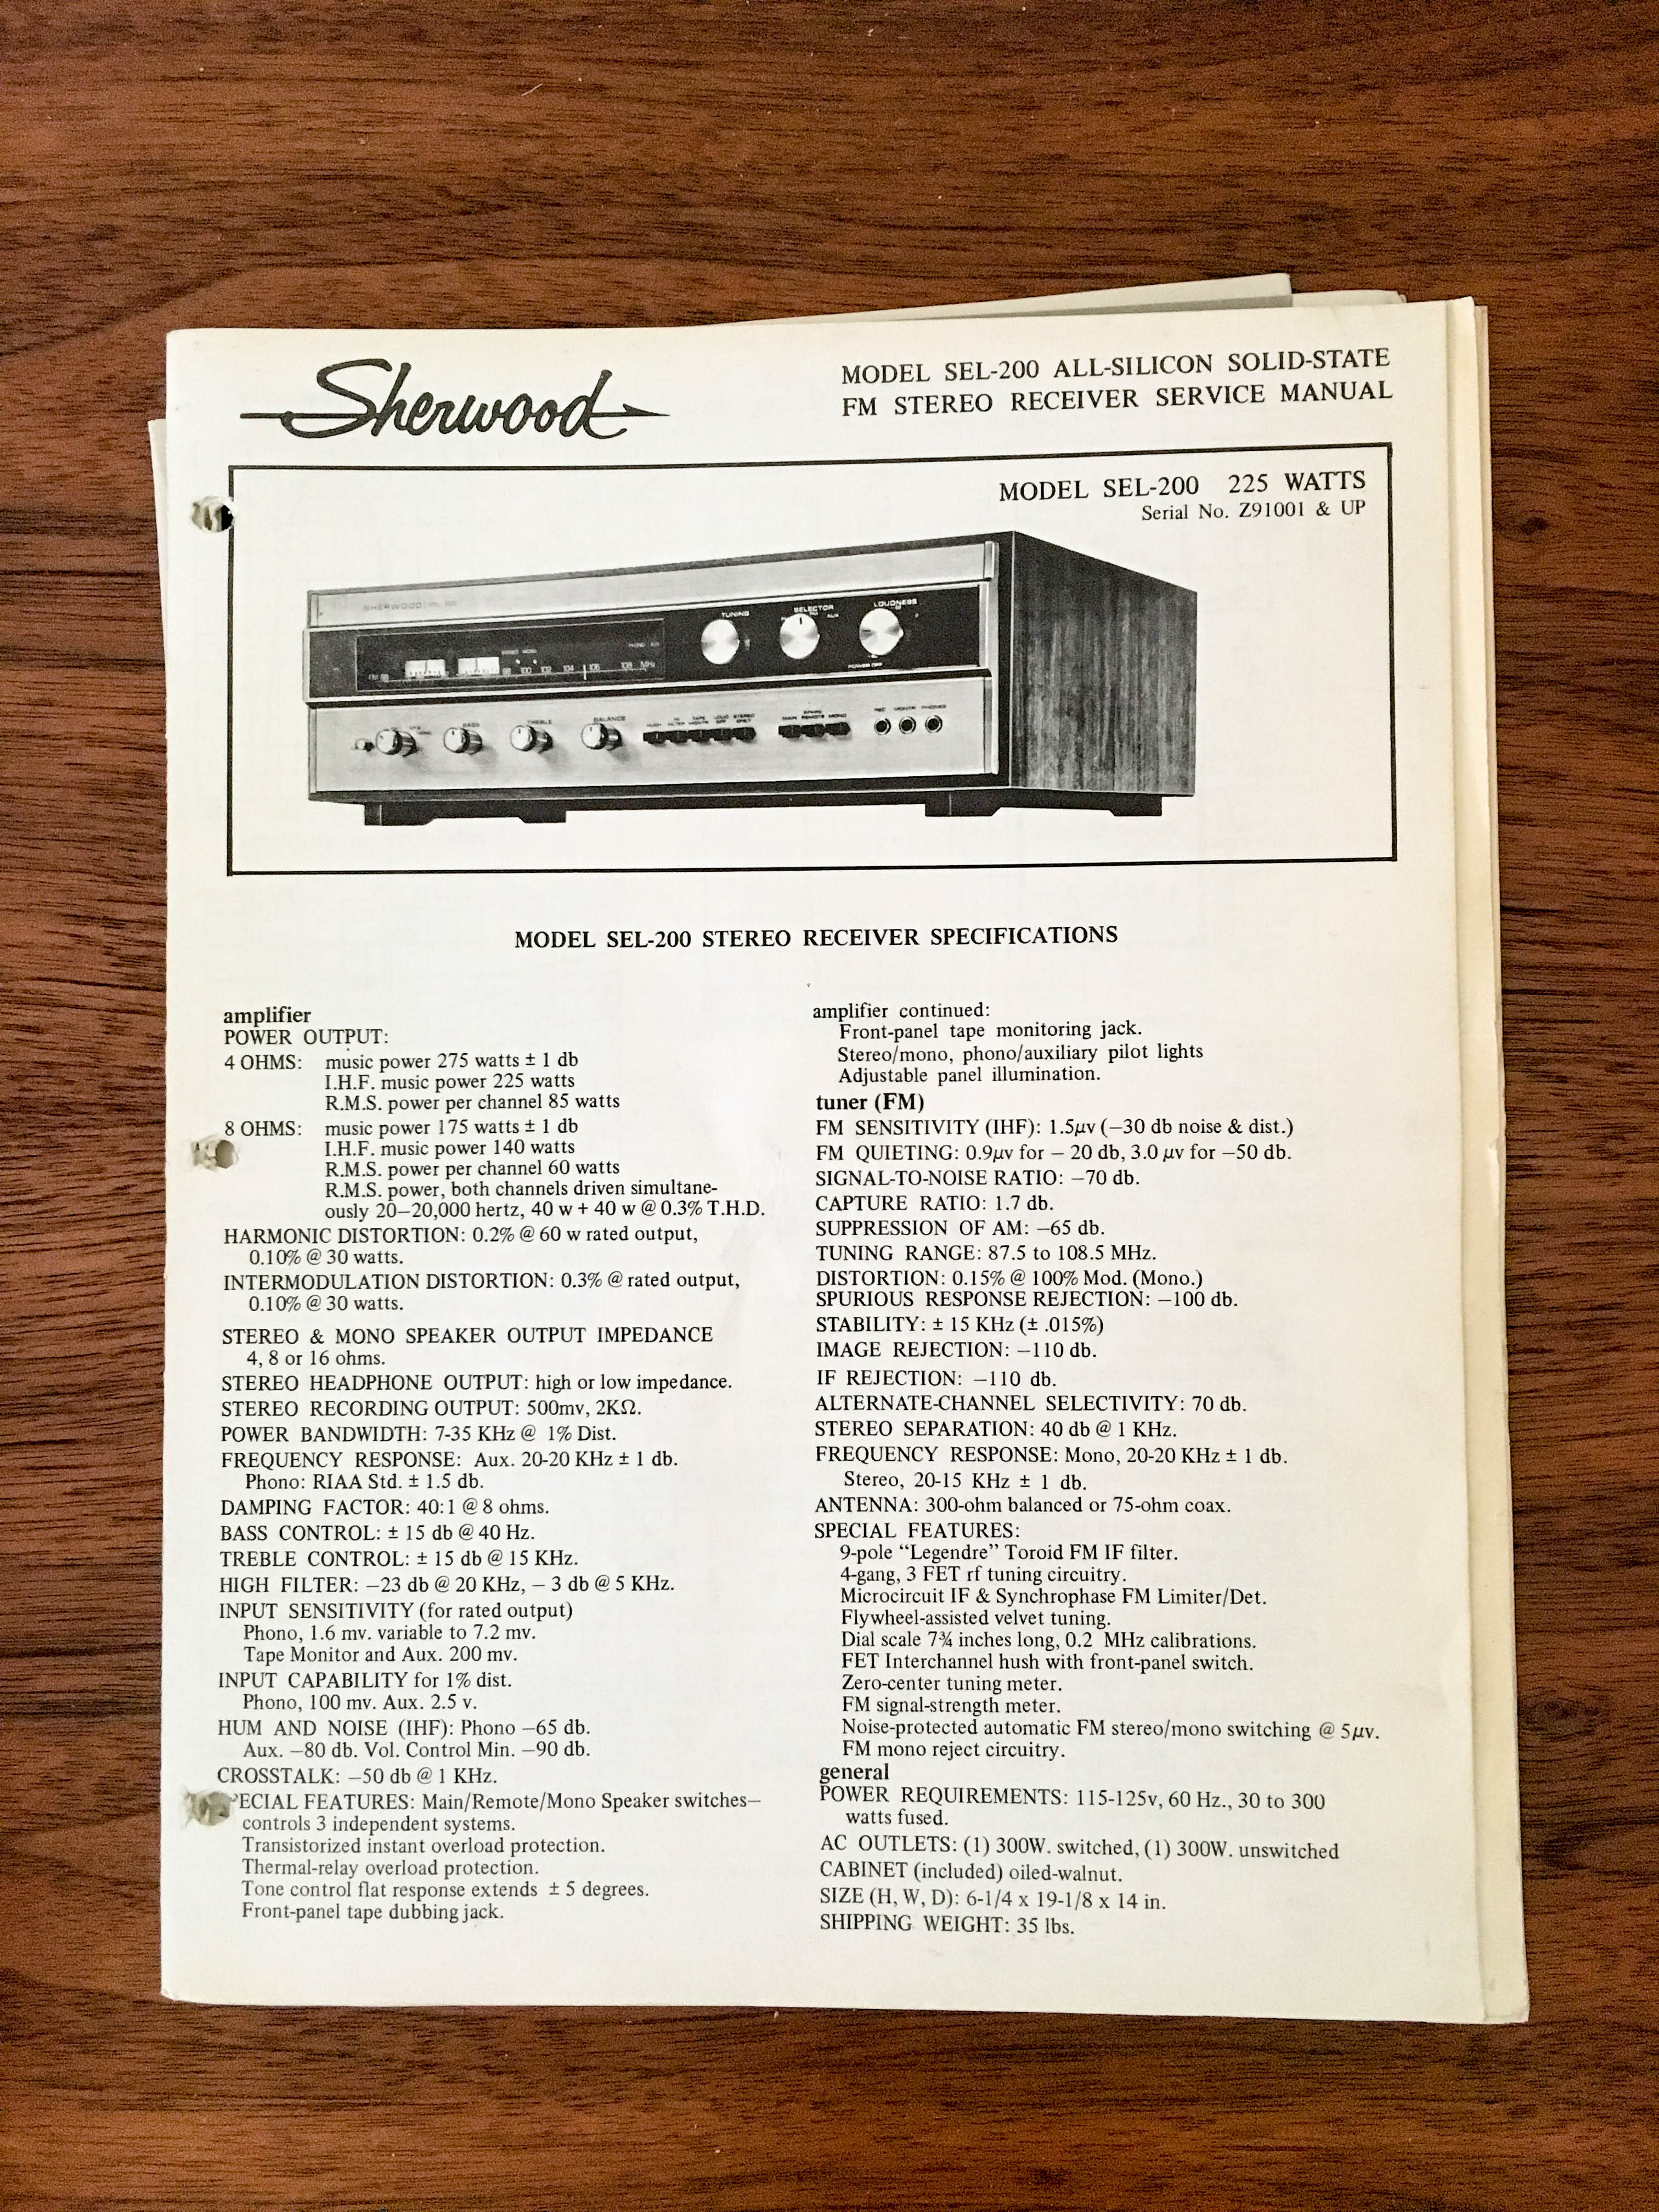 Sherwood
MODEL SEL-200 ALL-SILICON SOLID-STATE
FM STEREO RECEIVER SERVICE MANUAL
MODEL SEL-200 225 WATTS
Serial No. Z91001 & UP
SHERWOOD
TUNING
SELECTOR
AUX
LOUDNESS
POWER OFF
100 102 104 106 108 MHz
BASS
TREBLE
BALANCE
MAIN REMOTE MONO
REC MONITR PHONES
MODEL SEL-200 STEREO RECEIVER SPECIFICATIONS
amplifier
POWER OUTPUT:
4 OHMS: music power 275 watts ± 1 db
I.H.F. music power 225 watts
R.M.S. power per channel 85 watts
8 OHMS: music power 175 watts ± 1 db
I.H.F. music power 140 watts
R.M.S. power per channel 60 watts
R.M.S. power, both channels driven simultane-
ously 20–20,000 hertz, 40 w + 40 w @ 0.3% T.H.D.
HARMONIC DISTORTION: 0.2% @ 60 w rated output,
0.10% @ 30 watts.
INTERMODULATION DISTORTION: 0.3% @ rated output,
0.10% @ 30 watts.
STEREO & MONO SPEAKER OUTPUT IMPEDANCE
4, 8 or 16 ohms.
STEREO HEADPHONE OUTPUT: high or low impedance.
STEREO RECORDING OUTPUT: 500mv, 2KΩ.
POWER BANDWIDTH: 7-35 KHz @ 1% Dist.
FREQUENCY RESPONSE: Aux. 20-20 KHz ± 1 db.
Phono: RIAA Std. ± 1.5 db.
DAMPING FACTOR: 40:1 @ 8 ohms.
BASS CONTROL: ± 15 db @ 40 Hz.
TREBLE CONTROL: ± 15 db @ 15 KHz.
HIGH FILTER: –23 db @ 20 KHz, – 3 db @ 5 KHz.
INPUT SENSITIVITY (for rated output)
Phono, 1.6 mv. variable to 7.2 mv.
Tape Monitor and Aux. 200 mv.
INPUT CAPABILITY for 1% dist.
Phono, 100 mv. Aux. 2.5 v.
HUM AND NOISE (IHF): Phono –65 db.
Aux. –80 db. Vol. Control Min. –90 db.
CROSSTALK: –50 db @ 1 KHz.
PECIAL FEATURES: Main/Remote/Mono Speaker switches—
controls 3 independent systems.
Transistorized instant overload protection.
Thermal-relay overload protection.
Tone control flat response extends ± 5 degrees.
Front-panel tape dubbing jack.
amplifier continued:
Front-panel tape monitoring jack.
Stereo/mono, phono/auxiliary pilot lights
Adjustable panel illumination.
tuner (FM)
FM SENSITIVITY (IHF): 1.5μv (–30 db noise & dist.)
FM QUIETING: 0.9μv for – 20 db, 3.0 μv for –50 db.
SIGNAL-TO-NOISE RATIO: –70 db.
CAPTURE RATIO: 1.7 db.
SUPPRESSION OF AM: –65 db.
TUNING RANGE: 87.5 to 108.5 MHz.
DISTORTION: 0.15% @ 100% Mod. (Mono.)
SPURIOUS RESPONSE REJECTION: –100 db.
STABILITY: ± 15 KHz (± .015%)
IMAGE REJECTION: –110 db.
IF REJECTION: –110 db.
ALTERNATE-CHANNEL SELECTIVITY: 70 db.
STEREO SEPARATION: 40 db @ 1 KHz.
FREQUENCY RESPONSE: Mono, 20-20 KHz ± 1 db.
Stereo, 20-15 KHz ± 1 db.
ANTENNA: 300-ohm balanced or 75-ohm coax.
SPECIAL FEATURES:
9-pole “Legendre” Toroid FM IF filter.
4-gang, 3 FET rf tuning circuitry.
Microcircuit IF & Synchrophase FM Limiter/Det.
Flywheel-assisted velvet tuning.
Dial scale 7¾ inches long, 0.2 MHz calibrations.
FET Interchannel hush with front-panel switch.
Zero-center tuning meter.
FM signal-strength meter.
Noise-protected automatic FM stereo/mono switching @ 5μv.
FM mono reject circuitry.
general
POWER REQUIREMENTS: 115-125v, 60 Hz., 30 to 300
watts fused.
AC OUTLETS: (1) 300W. switched, (1) 300W. unswitched
CABINET (included) oiled-walnut.
SIZE (H, W, D): 6-1/4 x 19-1/8 x 14 in.
SHIPPING WEIGHT: 35 lbs.